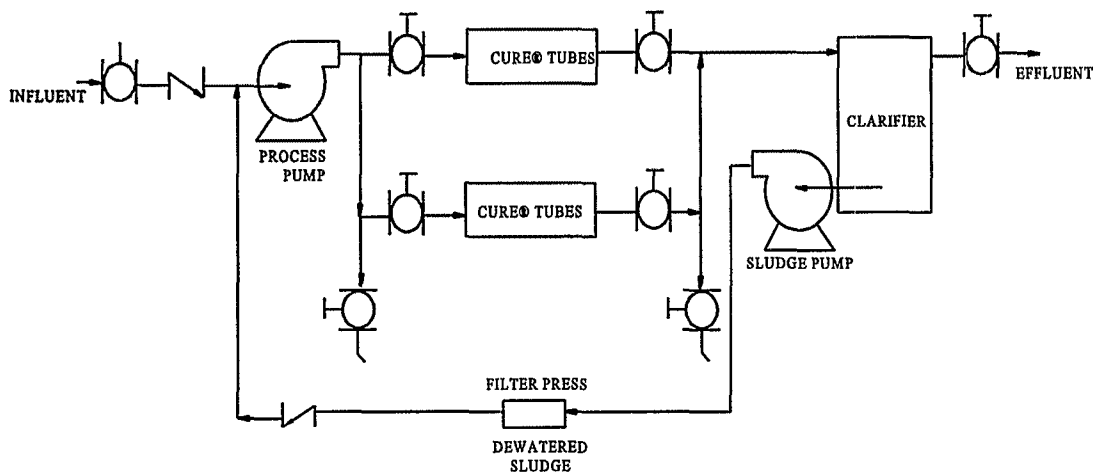 INFLUENT
PROCESS
PUMP
CURE® TUBES
CURE® TUBES
CLARIFIER
EFFLUENT
SLUDGE PUMP
FILTER PRESS
DEWATERED
SLUDGE